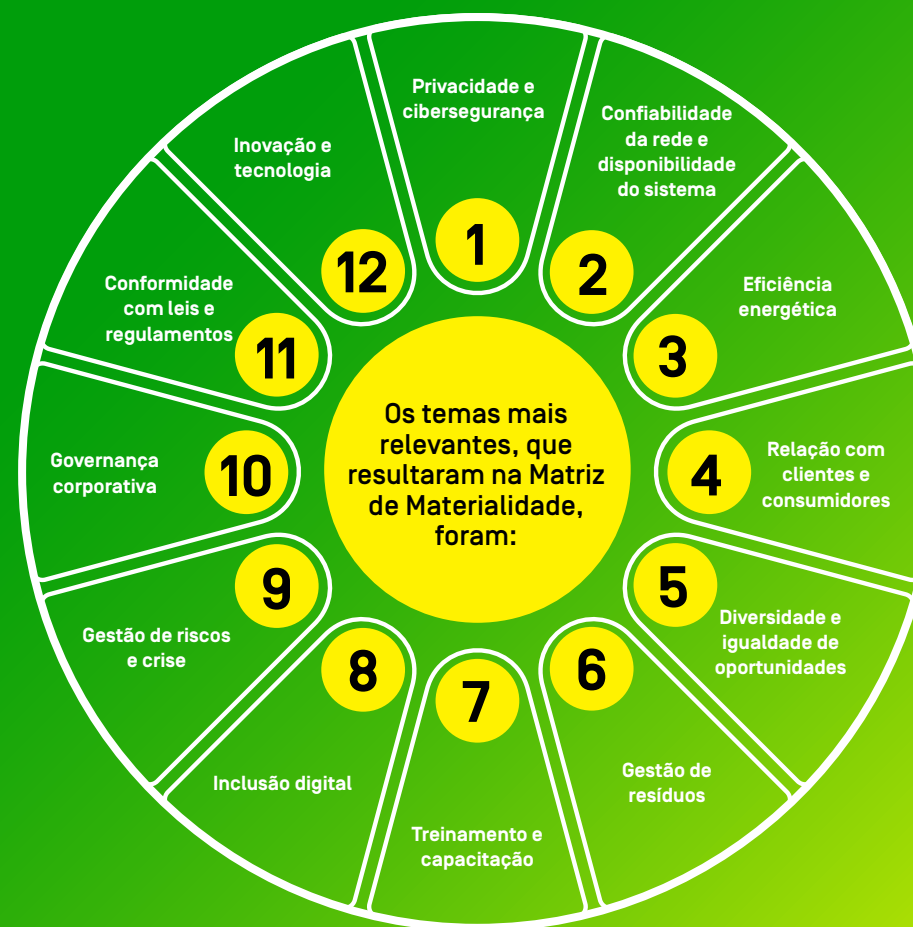 Os temas mais
relevantes, que
resultaram na Matriz
de Materialidade,
foram:
1
Privacidade e
cibersegurança
2
Confiabilidade
da rede e
disponibilidade
do sistema
3
Eficiência
energética
4
Relação com
clientes e
consumidores
5
Diversidade e
igualdade de
oportunidades
6
Gestão de
resíduos
7
Treinamento e
capacitação
8
Inclusão digital
9
Gestão de riscos
e crise
10
Governança
corporativa
11
Conformidade
com leis e
regulamentos
12
Inovação e
tecnologia